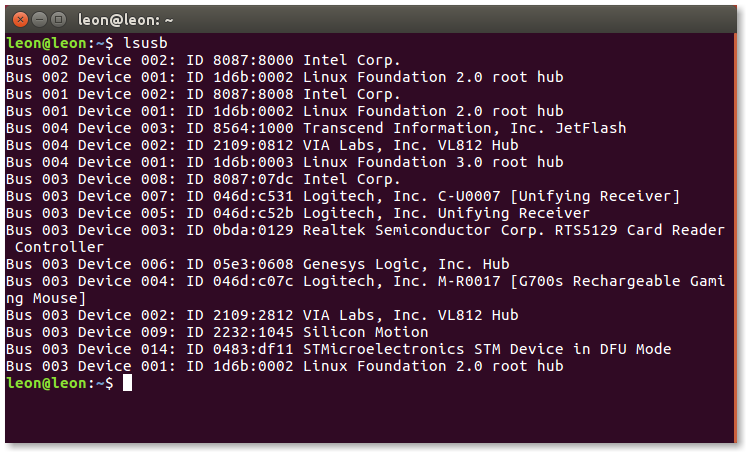 leon@leon: ~
leon@leon:~$ lsusb
Bus 002 Device 002: ID 8087:8000 Intel Corp.
Bus 002 Device 001: ID 1d6b:0002 Linux Foundation 2.0 root hub
Bus 001 Device 002: ID 8087:8008 Intel Corp.
Bus 001 Device 001: ID 1d6b:0002 Linux Foundation 2.0 root hub
Bus 004 Device 003: ID 8564:1000 Transcend Information, Inc. JetFlash
Bus 004 Device 002: ID 2109:0812 VIA Labs, Inc. VL812 Hub
Bus 004 Device 001: ID 1d6b:0003 Linux Foundation 3.0 root hub
Bus 003 Device 008: ID 8087:07dc Intel Corp.
Bus 003 Device 007: ID 046d:c531 Logitech, Inc. C-U0007 [Unifying Receiver]
Bus 003 Device 005: ID 046d:c52b Logitech, Inc. Unifying Receiver
Bus 003 Device 003: ID 0bda:0129 Realtek Semiconductor Corp. RTS5129 Card Reader
 Controller
Bus 003 Device 006: ID 05e3:0608 Genesys Logic, Inc. Hub
Bus 003 Device 004: ID 046d:c07c Logitech, Inc. M-R0017 [G700s Rechargeable Gami
ng Mouse]
Bus 003 Device 002: ID 2109:2812 VIA Labs, Inc. VL812 Hub
Bus 003 Device 009: ID 2232:1045 Silicon Motion
Bus 003 Device 014: ID 0483:df11 STMicroelectronics STM Device in DFU Mode
Bus 003 Device 001: ID 1d6b:0002 Linux Foundation 2.0 root hub
leon@leon:~$